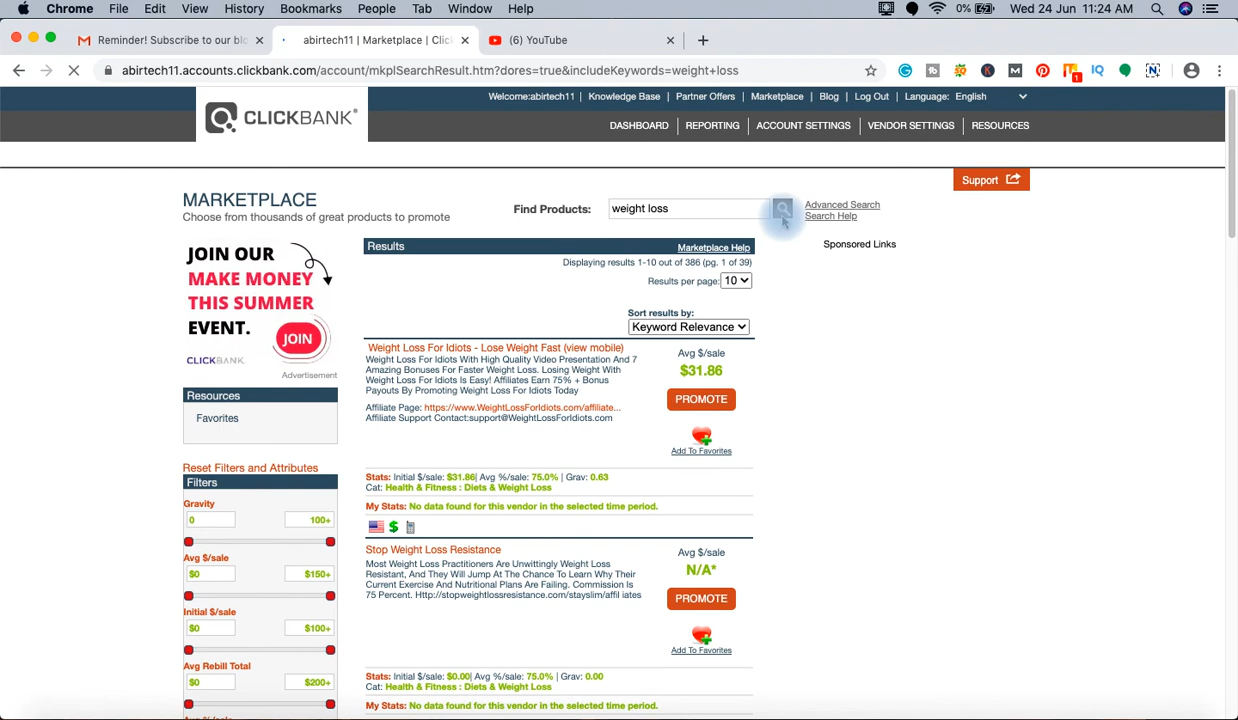 Chrome File Edit View History Bookmarks People Tab Window Help 0% Wed 24 Jun 11:24 AM
Reminder! Subscribe to our blo abirtech11 | Marketplace | Clic (6) YouTube
abirtech11.accounts.clickbank.com/account/mkplSearchResult.htm?dores=true&includeKeywords=weight+loss
Welcome:abirtech11 | Knowledge Base | Partner Offers | Marketplace | Blog | Log Out | Language: English
CLICKBANK®
DASHBOARD | REPORTING | ACCOUNT SETTINGS | VENDOR SETTINGS | RESOURCES
Support
MARKETPLACE
Choose from thousands of great products to promote
Find Products: weight loss
Advanced Search
Search Help
Sponsored Links
JOIN OUR
MAKE MONEY
THIS SUMMER
EVENT.
JOIN
CLICKBANK.
Advertisement
Resources
Favorites
Reset Filters and Attributes
Filters
Gravity
0 100+
Avg $/sale
$0 $150+
Initial $/sale
$0 $100+
Avg Rebill Total
$0 $200+
Avg %/sale
Results Marketplace Help
Displaying results 1-10 out of 386 (pg. 1 of 39)
Results per page: 10
Sort results by:
Keyword Relevance
Weight Loss For Idiots - Lose Weight Fast (view mobile)
Weight Loss For Idiots With High Quality Video Presentation And 7
Amazing Bonuses For Faster Weight Loss. Losing Weight With
Weight Loss For Idiots Is Easy! Affiliates Earn 75% + Bonus
Payouts By Promoting Weight Loss For Idiots Today
Affiliate Page: https://www.WeightLossForIdiots.com/affiliate...
Affiliate Support Contact:support@WeightLossForIdiots.com
Avg $/sale
$31.86
PROMOTE
Add To Favorites
Stats: Initial $/sale: $31.86| Avg %/sale: 75.0% | Grav: 0.63
Cat: Health & Fitness : Diets & Weight Loss
My Stats: No data found for this vendor in the selected time period.
Stop Weight Loss Resistance
Most Weight Loss Practitioners Are Unwittingly Weight Loss
Resistant, And They Will Jump At The Chance To Learn Why Their
Current Exercise And Nutritional Plans Are Failing. Commission Is
75 Percent. Http://stopweightlossresistance.com/stayslim/affil iates
Avg $/sale
N/A*
PROMOTE
Add To Favorites
Stats: Initial $/sale: $0.00| Avg %/sale: 75.0% | Grav: 0.00
Cat: Health & Fitness : Diets & Weight Loss
My Stats: No data found for this vendor in the selected time period.